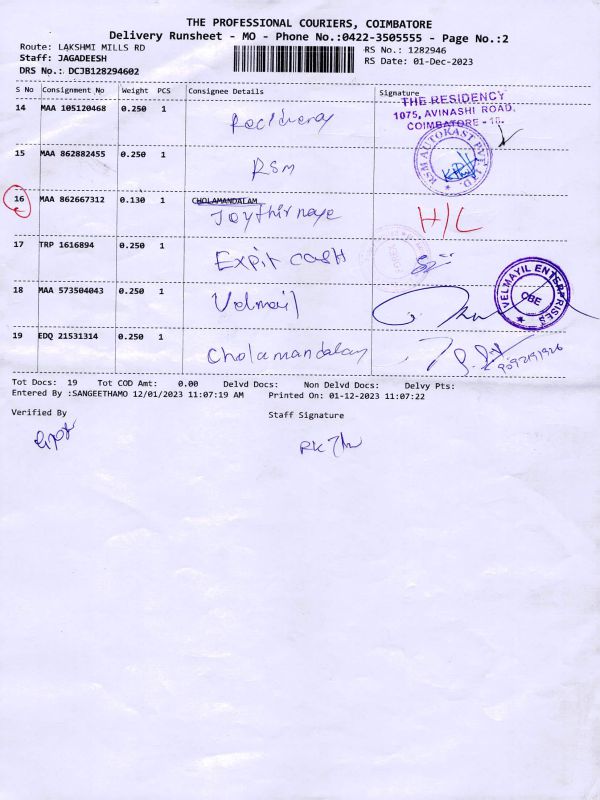 THE PROFESSIONAL COURIERS, COIMBATORE
Delivery Runsheet - MO - Phone No.:0422-3505555 - Page No.:2
Route: LAKSHMI MILLS RD
RS No.: 1282946
Staff: JAGADEESH
RS Date: 01-Dec-2023
DRS No.: DCJB128294602
S No Consignment No Weight PCS Consignee Details Signature
14 MAA 105120468 0.250 1
THE RESIDENCY
1075, AVINASHI ROAD,
COIMBATORE - 18.
15 MAA 862882455 0.250 1 RSM
RSM AUTOKAST PVT. LTD.
16 MAA 862667312 0.130 1 CHOLAMANDALAM
H/L
17 TRP 1616894 0.250 1 Expit cash
18 MAA 573504043 0.250 1 Velmail
VELMAYIL ENTERPRISES
CBE
19 EDQ 21531314 0.250 1 Cholamandalam
9092191926
Tot Docs: 19 Tot COD Amt: 0.00 Delvd Docs: Non Delvd Docs: Delvy Pts:
Entered By :SANGEETHAMO 12/01/2023 11:07:19 AM Printed On: 01-12-2023 11:07:22
Verified By
Staff Signature